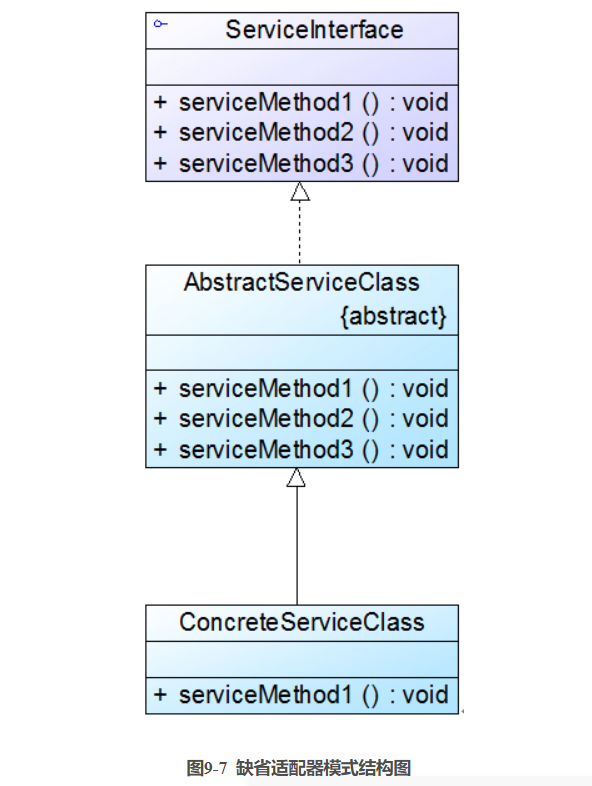 ServiceInterface
+ serviceMethod1 () : void
+ serviceMethod2 () : void
+ serviceMethod3 () : void
AbstractServiceClass
{abstract}
+ serviceMethod1 () : void
+ serviceMethod2 () : void
+ serviceMethod3 () : void
ConcreteServiceClass
+ serviceMethod1 () : void
图9-7 缺省适配器模式结构图